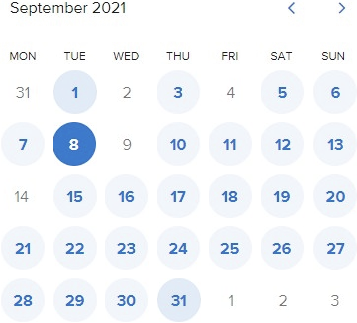 September 2021
MON TUE WED THU FRI SAT SUN
31 1 2 3 4 5 6
7 8 9 10 11 12 13
14 15 16 17 18 19 20
21 22 23 24 25 26 27
28 29 30 31 1 2 3